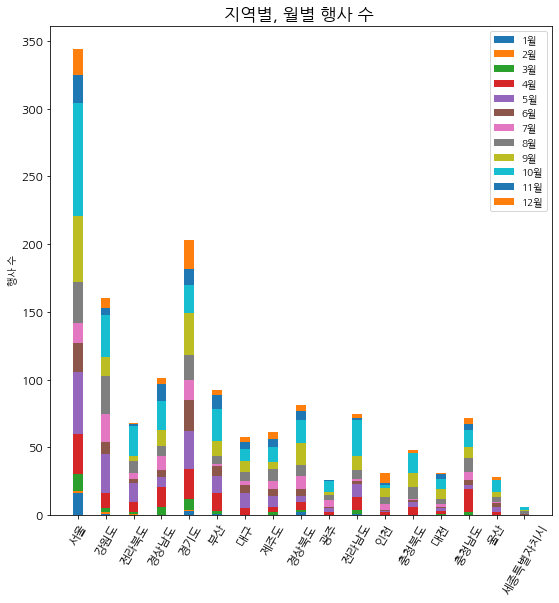 지역별, 월별 행사 수
행사 수
350
300
250
200
150
100
50
0
1월
2월
3월
4월
5월
6월
7월
8월
9월
10월
11월
12월
서울
강원도
전라북도
경상남도
경기도
부산
대구
제주도
경상북도
광주
전라남도
인천
충청북도
대전
충청남도
울산
세종특별자치시